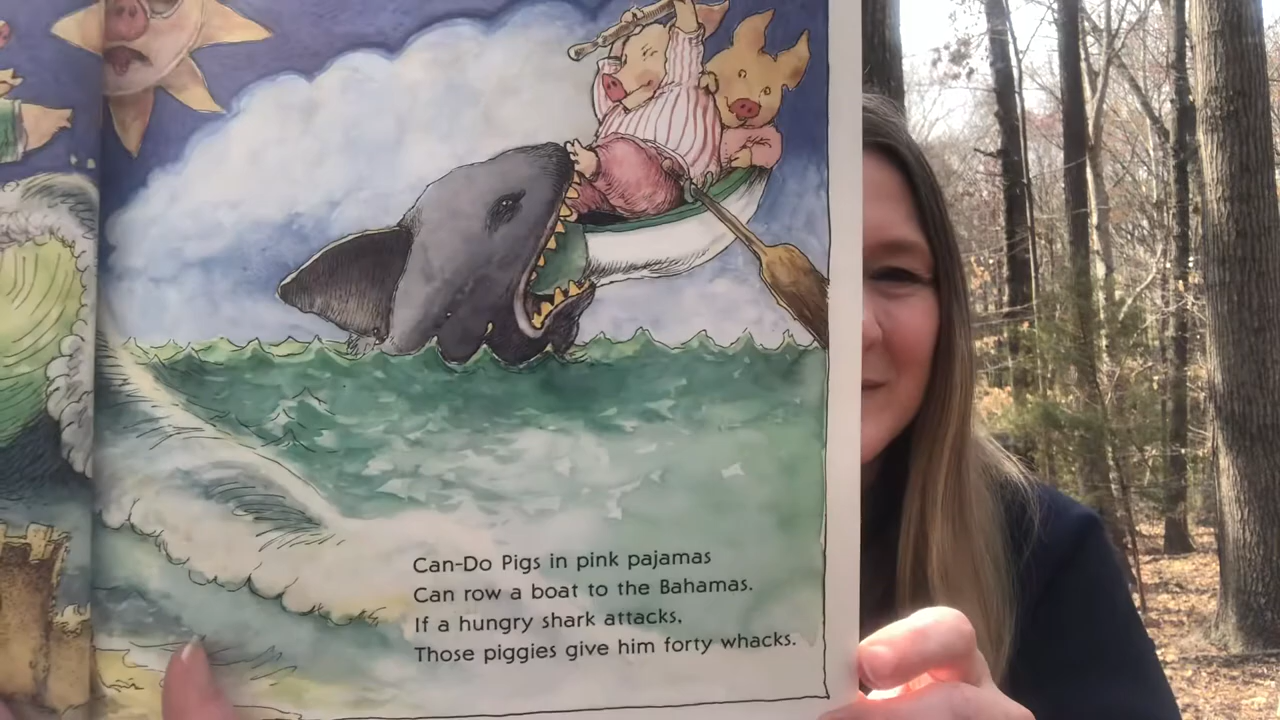 Can-Do Pigs in pink pajamas
Can row a boat to the Bahamas.
If a hungry shark attacks,
Those piggies give him forty whacks.